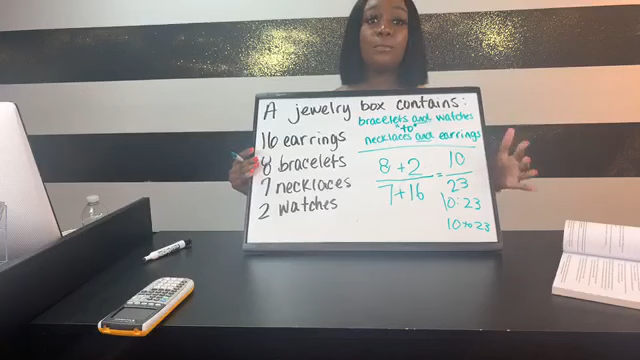 A jewelry box contains:
16 earrings
8 bracelets
7 necklaces
2 watches
bracelets and watches
"to"
necklaces and earrings
8+2
7+16
=
10
23
10:23
10 to 23